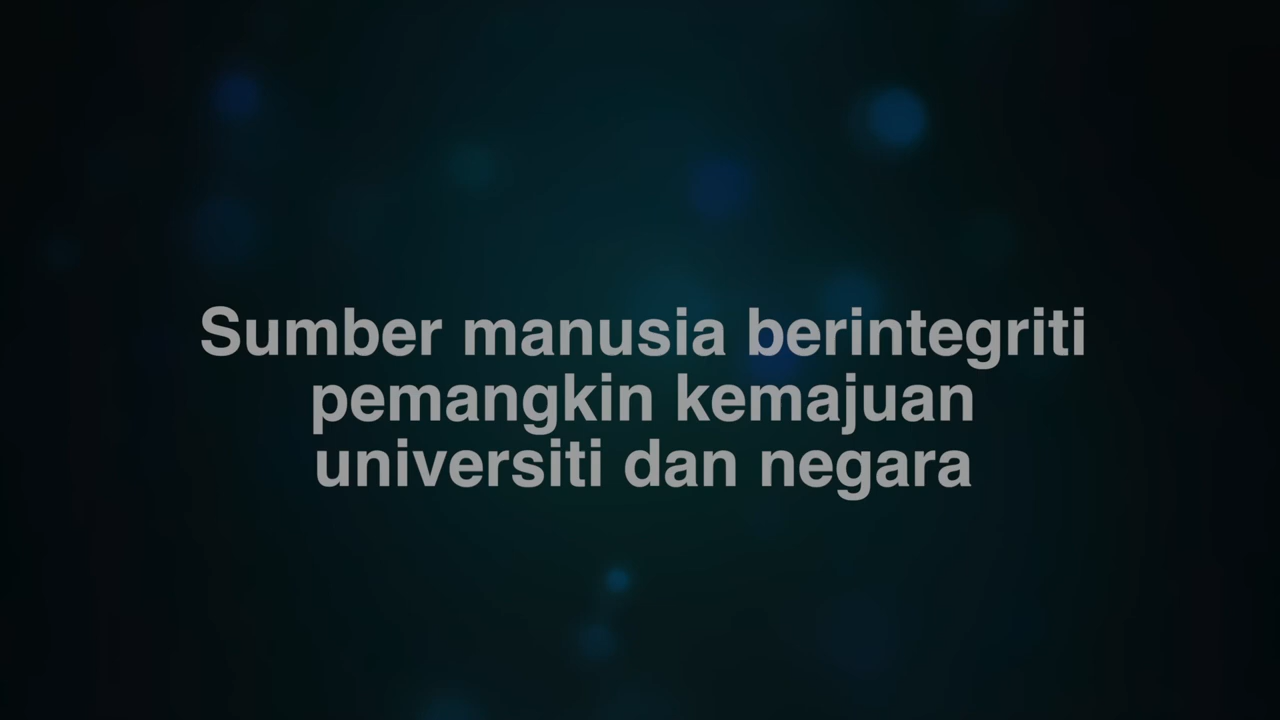 Sumber manusia berintegriti
pemangkin kemajuan
universiti dan negara